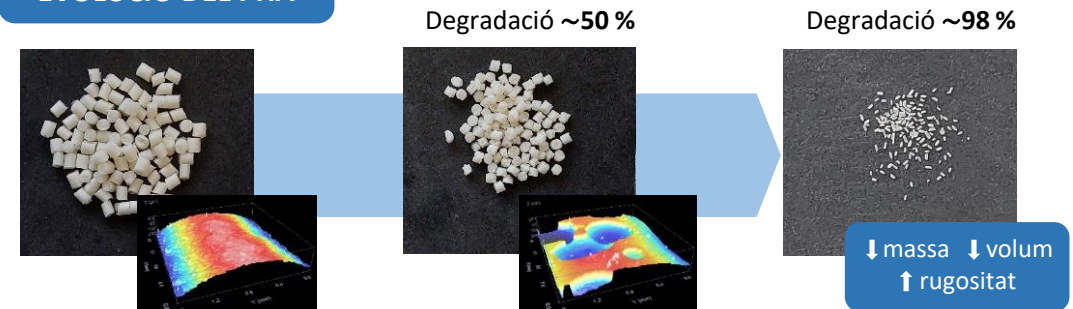 Degradació ~50 %
Degradació ~98 %
⬇massa ⬇volum
⬆rugositat